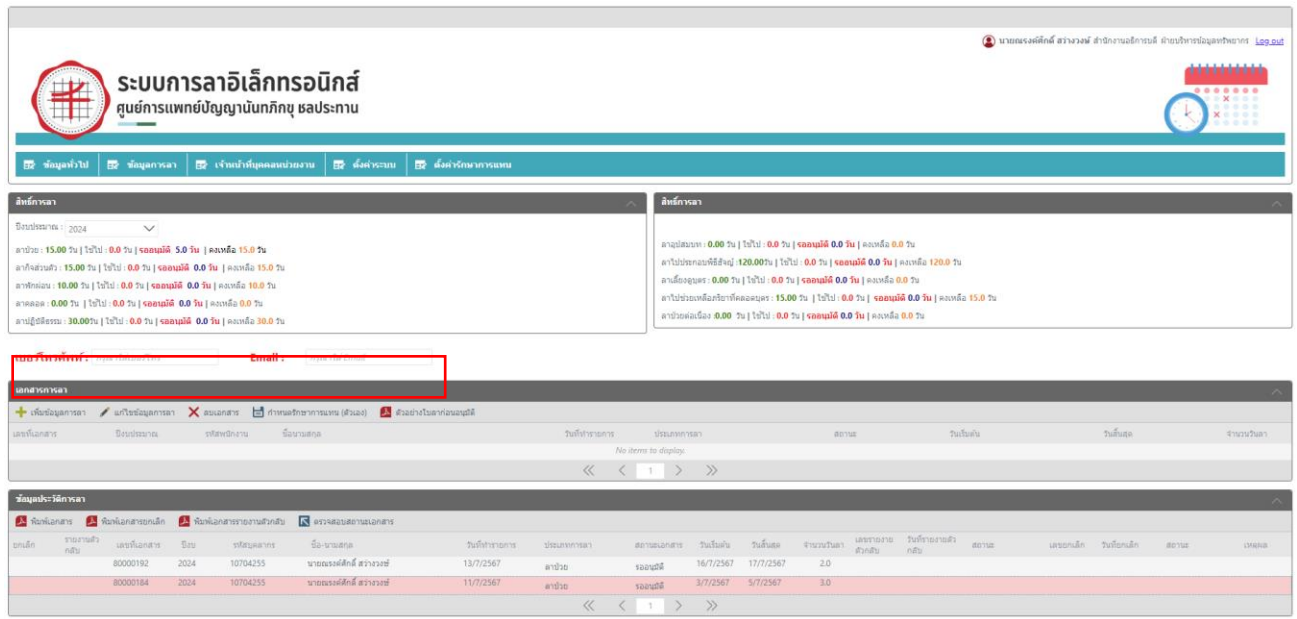 นายณรงค์ศักดิ์ สว่างวงษ์ สำนักงานอธิการบดี ฝ่ายบริหารข้อมูลทรัพยากร Log out
ระบบการลาอิเล็กทรอนิกส์
ศูนย์การแพทย์ปัญญานันทภิกขุ ชลประทาน
ข้อมูลทั่วไป ข้อมูลการลา เจ้าหน้าที่บุคคลหน่วยงาน ตั้งค่าระบบ ตั้งค่ารักษาการแทน
สิทธิ์การลา
ปีงบประมาณ : 2024
ลาป่วย : 15.00 วัน | ใช้ไป : 0.0 วัน | รออนุมัติ 5.0 วัน | คงเหลือ 15.0 วัน
ลากิจส่วนตัว : 15.00 วัน | ใช้ไป : 0.0 วัน | รออนุมัติ 0.0 วัน | คงเหลือ 15.0 วัน
ลาพักผ่อน : 10.00 วัน | ใช้ไป : 0.0 วัน | รออนุมัติ 0.0 วัน | คงเหลือ 10.0 วัน
ลาคลอด : 0.00 วัน | ใช้ไป : 0.0 วัน | รออนุมัติ 0.0 วัน | คงเหลือ 0.0 วัน
ลาปฏิบัติธรรม : 30.00วัน | ใช้ไป : 0.0 วัน | รออนุมัติ 0.0 วัน | คงเหลือ 30.0 วัน
สิทธิ์การลา
ลาอุปสมบท : 0.00 วัน | ใช้ไป : 0.0 วัน | รออนุมัติ 0.0 วัน | คงเหลือ 0.0 วัน
ลาไปประกอบพิธีฮัจญ์ :120.00วัน | ใช้ไป : 0.0 วัน | รออนุมัติ 0.0 วัน | คงเหลือ 120.0 วัน
ลาเลี้ยงดูบุตร : 0.00 วัน | ใช้ไป : 0.0 วัน | รออนุมัติ 0.0 วัน | คงเหลือ 0.0 วัน
ลาไปช่วยเหลือภริยาที่คลอดบุตร : 15.00 วัน | ใช้ไป : 0.0 วัน | รออนุมัติ 0.0 วัน | คงเหลือ 15.0 วัน
ลาป่วยต่อเนื่อง :0.00 วัน | ใช้ไป : 0.0 วัน | รออนุมัติ 0.0 วัน | คงเหลือ 0.0 วัน
เบอร์โทรศัพท์ : Email :
เอกสารการลา
เพิ่มข้อมูลการลา แก้ไขข้อมูลการลา ลบเอกสาร กำหนดรักษาการแทน (ตัวเอง) ตัวอย่างใบลาก่อนอนุมัติ
เลขที่เอกสาร ปีงบประมาณ รหัสพนักงาน ชื่อนามสกุล วันที่ทำรายการ ประเภทการลา สถานะ วันเริ่มต้น วันสิ้นสุด จำนวนวันลา
No items to display.
1
ข้อมูลประวัติการลา
พิมพ์เอกสาร พิมพ์เอกสารยกเลิก พิมพ์เอกสารรายงานตัวกลับ ตรวจสอบสถานะเอกสาร
ยกเลิก รายงานตัวกลับ เลขที่เอกสาร ปีงบ รหัสบุคลากร ชื่อ-นามสกุล วันที่ทำรายการ ประเภทการลา สถานะเอกสาร วันเริ่มต้น วันสิ้นสุด จำนวนวันลา เลขรายงานตัวกลับ วันที่รายงานตัวกลับ สถานะ เลขยกเลิก วันที่ยกเลิก สถานะ เหตุผล
80000192 2024 10704255 นายณรงค์ศักดิ์ สว่างวงษ์ 13/7/2567 ลาป่วย รออนุมัติ 16/7/2567 17/7/2567 2.0
80000184 2024 10704255 นายณรงค์ศักดิ์ สว่างวงษ์ 11/7/2567 ลาป่วย รออนุมัติ 3/7/2567 5/7/2567 3.0
1